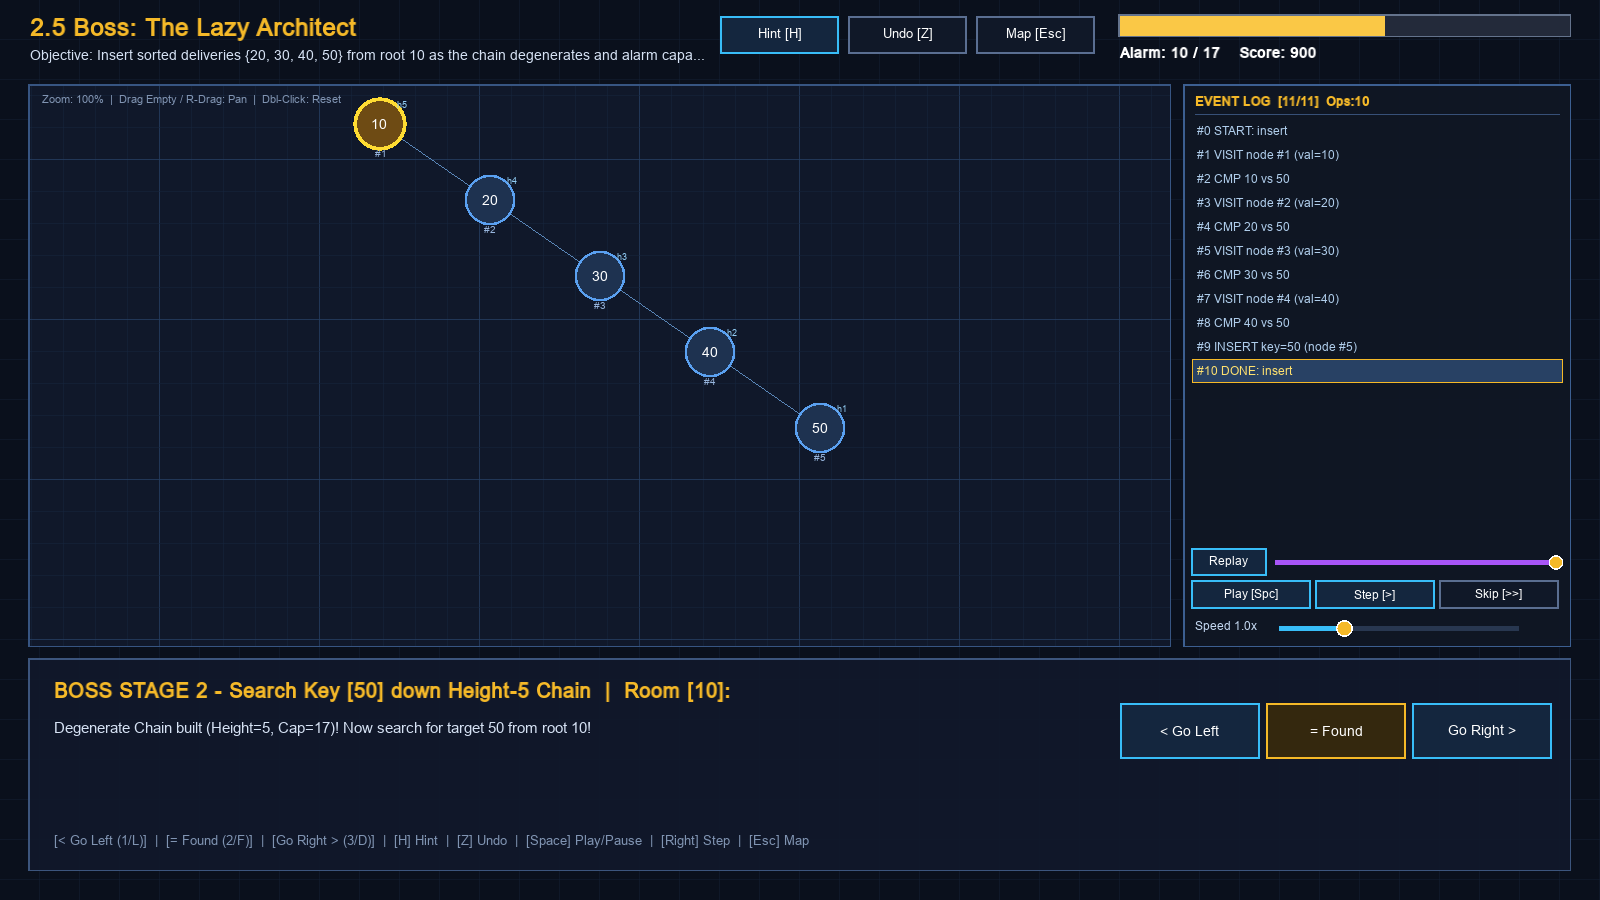 2.5 Boss: The Lazy Architect
Objective: Insert sorted deliveries {20, 30, 40, 50} from root 10 as the chain degenerates and alarm capa...
Hint [H]
Undo [Z]
Map [Esc]
Alarm: 10 / 17 Score: 900
Zoom: 100% | Drag Empty / R-Drag: Pan | Dbl-Click: Reset
h5
10
#1
h4
20
#2
h3
30
#3
h2
40
#4
h1
50
#5
EVENT LOG [11/11] Ops:10
#0 START: insert
#1 VISIT node #1 (val=10)
#2 CMP 10 vs 50
#3 VISIT node #2 (val=20)
#4 CMP 20 vs 50
#5 VISIT node #3 (val=30)
#6 CMP 30 vs 50
#7 VISIT node #4 (val=40)
#8 CMP 40 vs 50
#9 INSERT key=50 (node #5)
#10 DONE: insert
Replay
Play [Spc]
Step [>]
Skip [>>]
Speed 1.0x
BOSS STAGE 2 - Search Key [50] down Height-5 Chain | Room [10]:
Degenerate Chain built (Height=5, Cap=17)! Now search for target 50 from root 10!
< Go Left
= Found
Go Right >
[< Go Left (1/L)] | [= Found (2/F)] | [Go Right > (3/D)] | [H] Hint | [Z] Undo | [Space] Play/Pause | [Right] Step | [Esc] Map